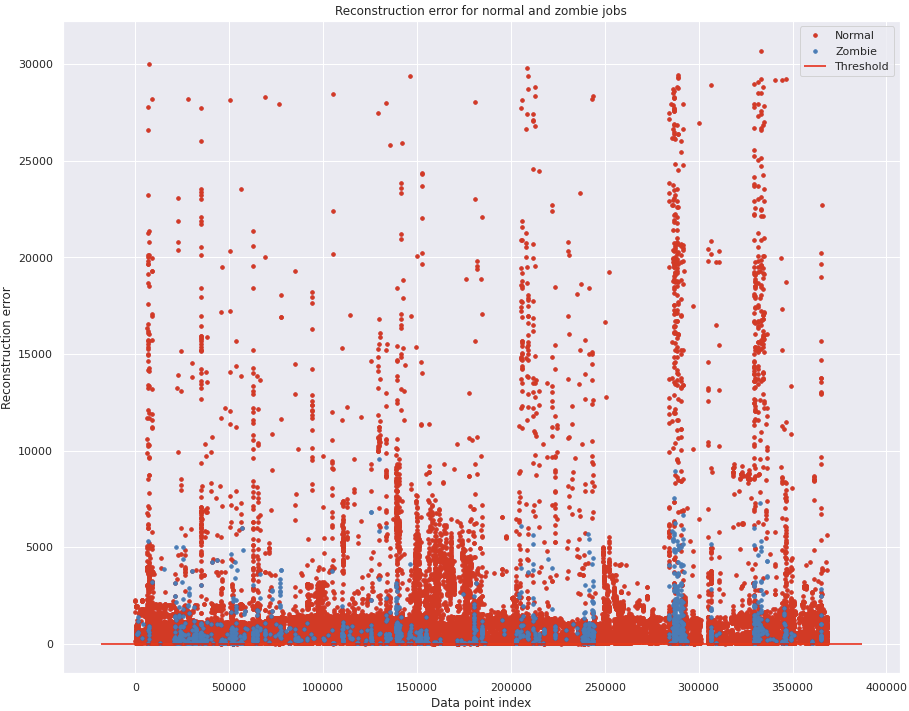 Reconstruction error for normal and zombie jobs
Normal
Zombie
Threshold
30000
25000
20000
15000
10000
5000
0
Reconstruction error
0 50000 100000 150000 200000 250000 300000 350000 400000
Data point index